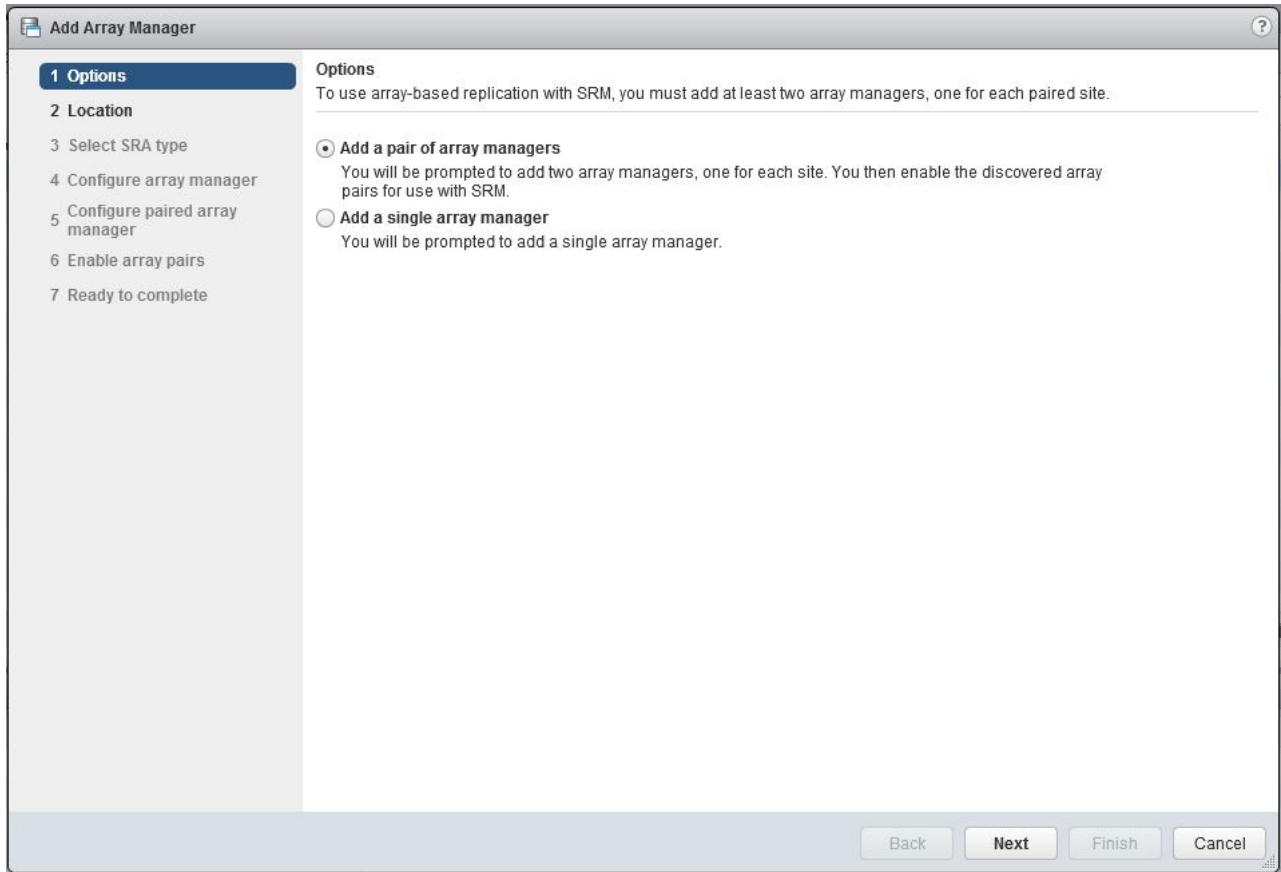 Add Array Manager
?
1 Options
2 Location
3 Select SRA type
4 Configure array manager
5 Configure paired array
manager
6 Enable array pairs
7 Ready to complete
Options
To use array-based replication with SRM, you must add at least two array managers, one for each paired site.
Add a pair of array managers
You will be prompted to add two array managers, one for each site. You then enable the discovered array
pairs for use with SRM.
Add a single array manager
You will be prompted to add a single array manager.
Back
Next
Finish
Cancel